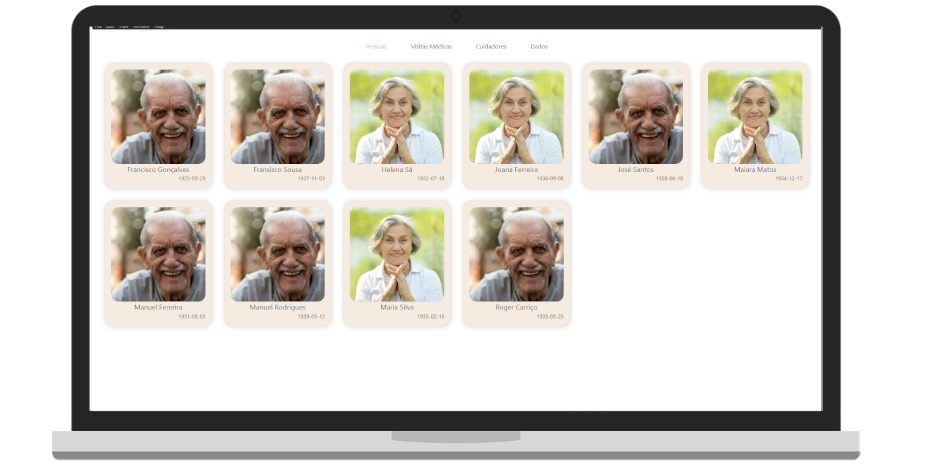 Pessoas Visitas Médicas Cuidadores Dados
Francisco Gonçalves Fransisco Sousa Helena Sá Joana Ferreira José Santos Maiara Matos
1925-09-29 1937-11-03 1932-07-18 1936-09-08 1928-06-10 1934-12-17
Manuel Ferreira Manuel Rodrigues Maria Silva Roger Carriço
1931-08-03 1939-05-12 1935-02-15 1933-03-25